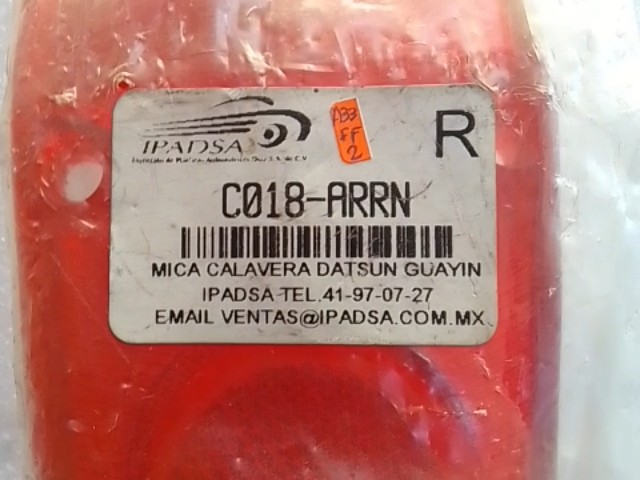 IPADSA
R
A33
FF
2
C018-ARRN
MICA CALAVERA DATSUN GUAYIN
IPADSA TEL.41-97-07-27
EMAIL VENTAS@IPADSA.COM.MX